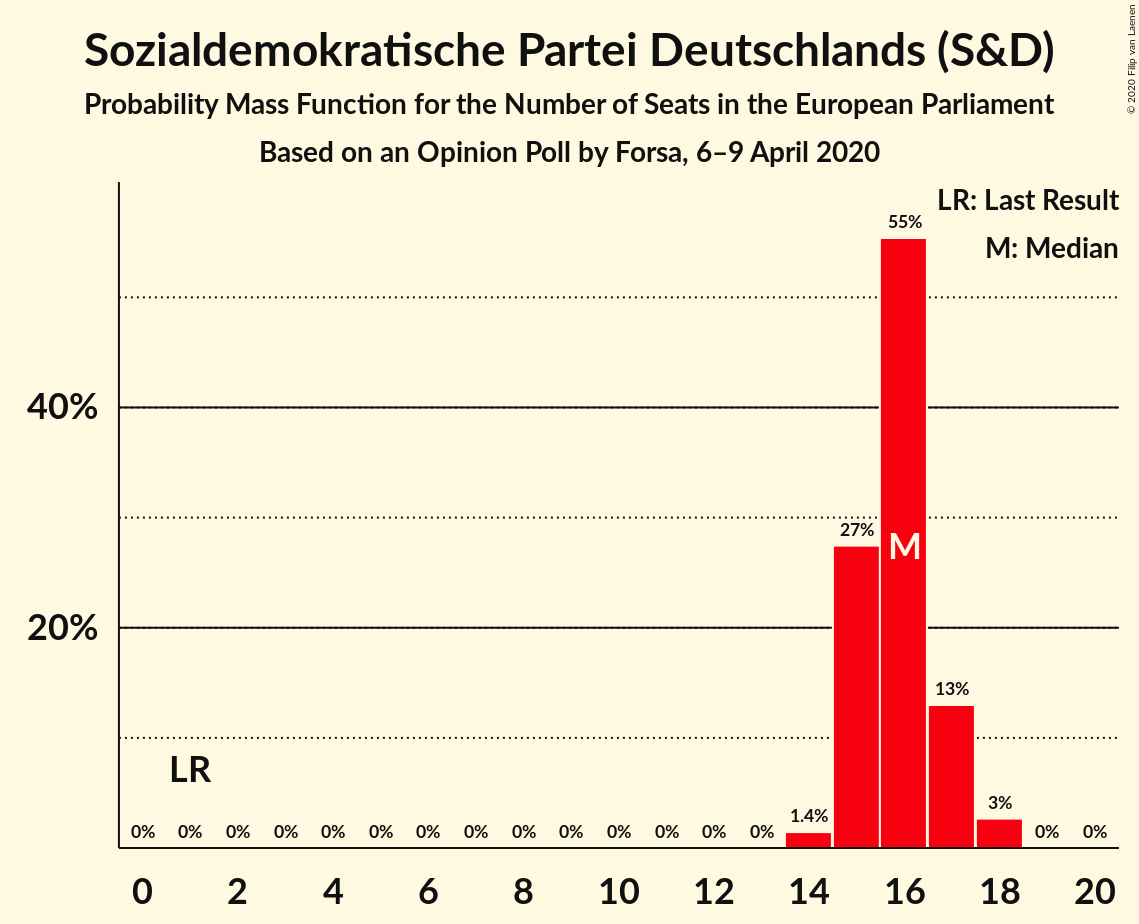 Sozialdemokratische Partei Deutschlands (S&D)
Probability Mass Function for the Number of Seats in the European Parliament
Based on an Opinion Poll by Forsa, 6–9 April 2020
© 2020 Filip van Laenen
LR: Last Result
M: Median
55%
40%
27%
M
20%
13%
LR
0% 0% 0% 0% 0% 0% 0% 0% 0% 0% 0% 0% 0% 0% 1.4% 3% 0% 0%
0 2 4 6 8 10 12 14 16 18 20